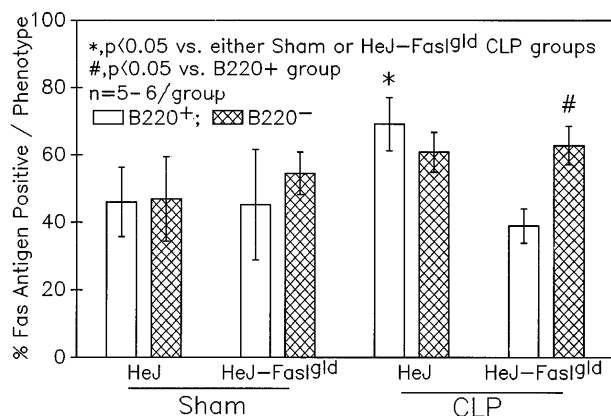 % Fas Antigen Positive / Phenotype
100
80
60
40
20
0
*,p<0.05 vs. either Sham or HeJ-Fasl^gld CLP groups
#,p<0.05 vs. B220+ group
n=5-6/group
B220+; B220-
*
#
HeJ HeJ-Fasl^gld HeJ HeJ-Fasl^gld
Sham CLP